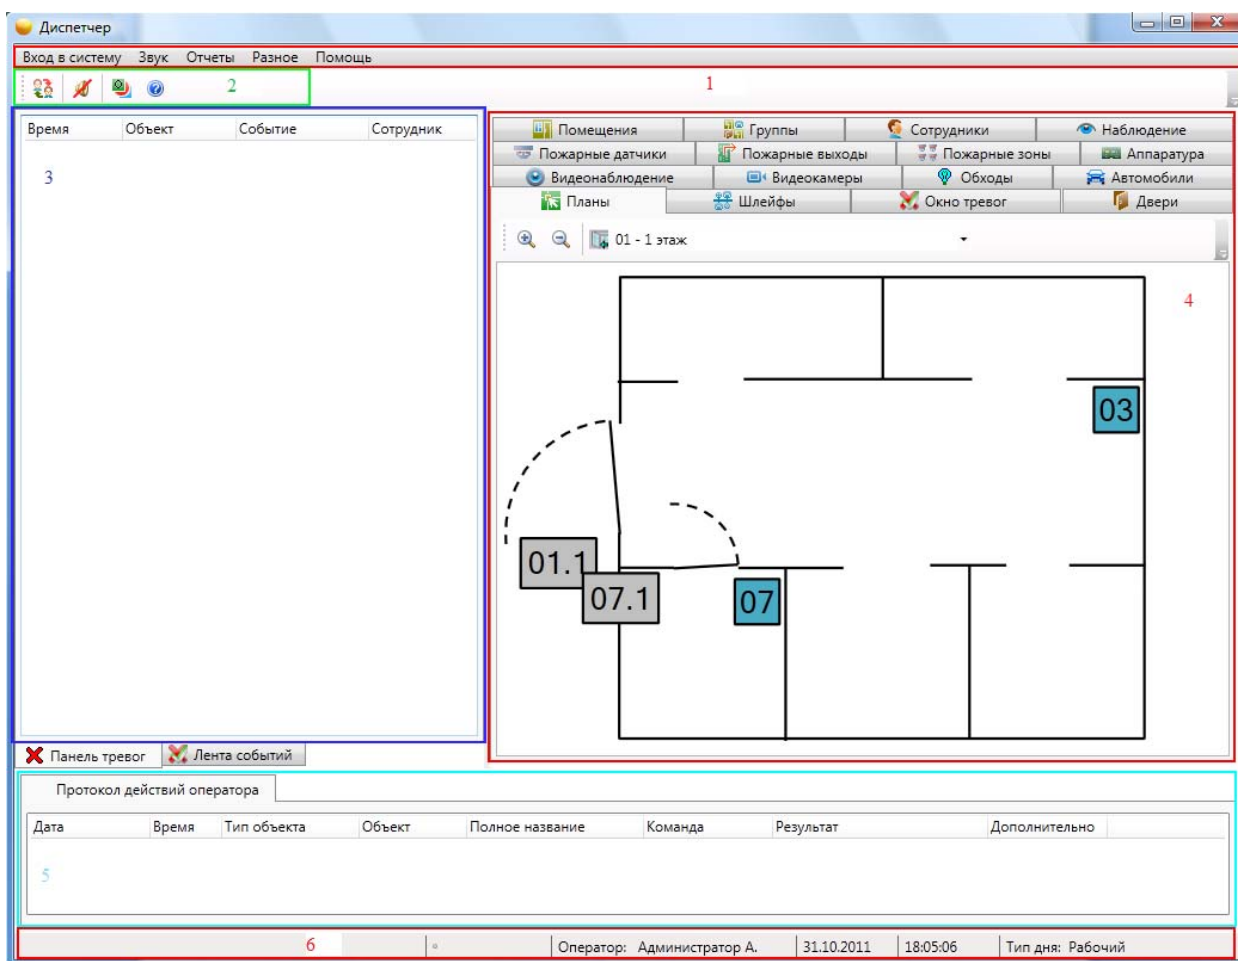 Диспетчер
Вход в систему Звук Отчеты Разное Помощь
2 1
Время Объект Событие Сотрудник
3
Помещения Группы Сотрудники Наблюдение
Пожарные датчики Пожарные выходы Пожарные зоны Аппаратура
Видеонаблюдение Видеокамеры Обходы Автомобили
Планы Шлейфы Окно тревог Двери
01 - 1 этаж
4
03
01.1
07.1 07
Панель тревог Лента событий
Протокол действий оператора
Дата Время Тип объекта Объект Полное название Команда Результат Дополнительно
5
6 Оператор: Администратор А. 31.10.2011 18:05:06 Тип дня: Рабочий